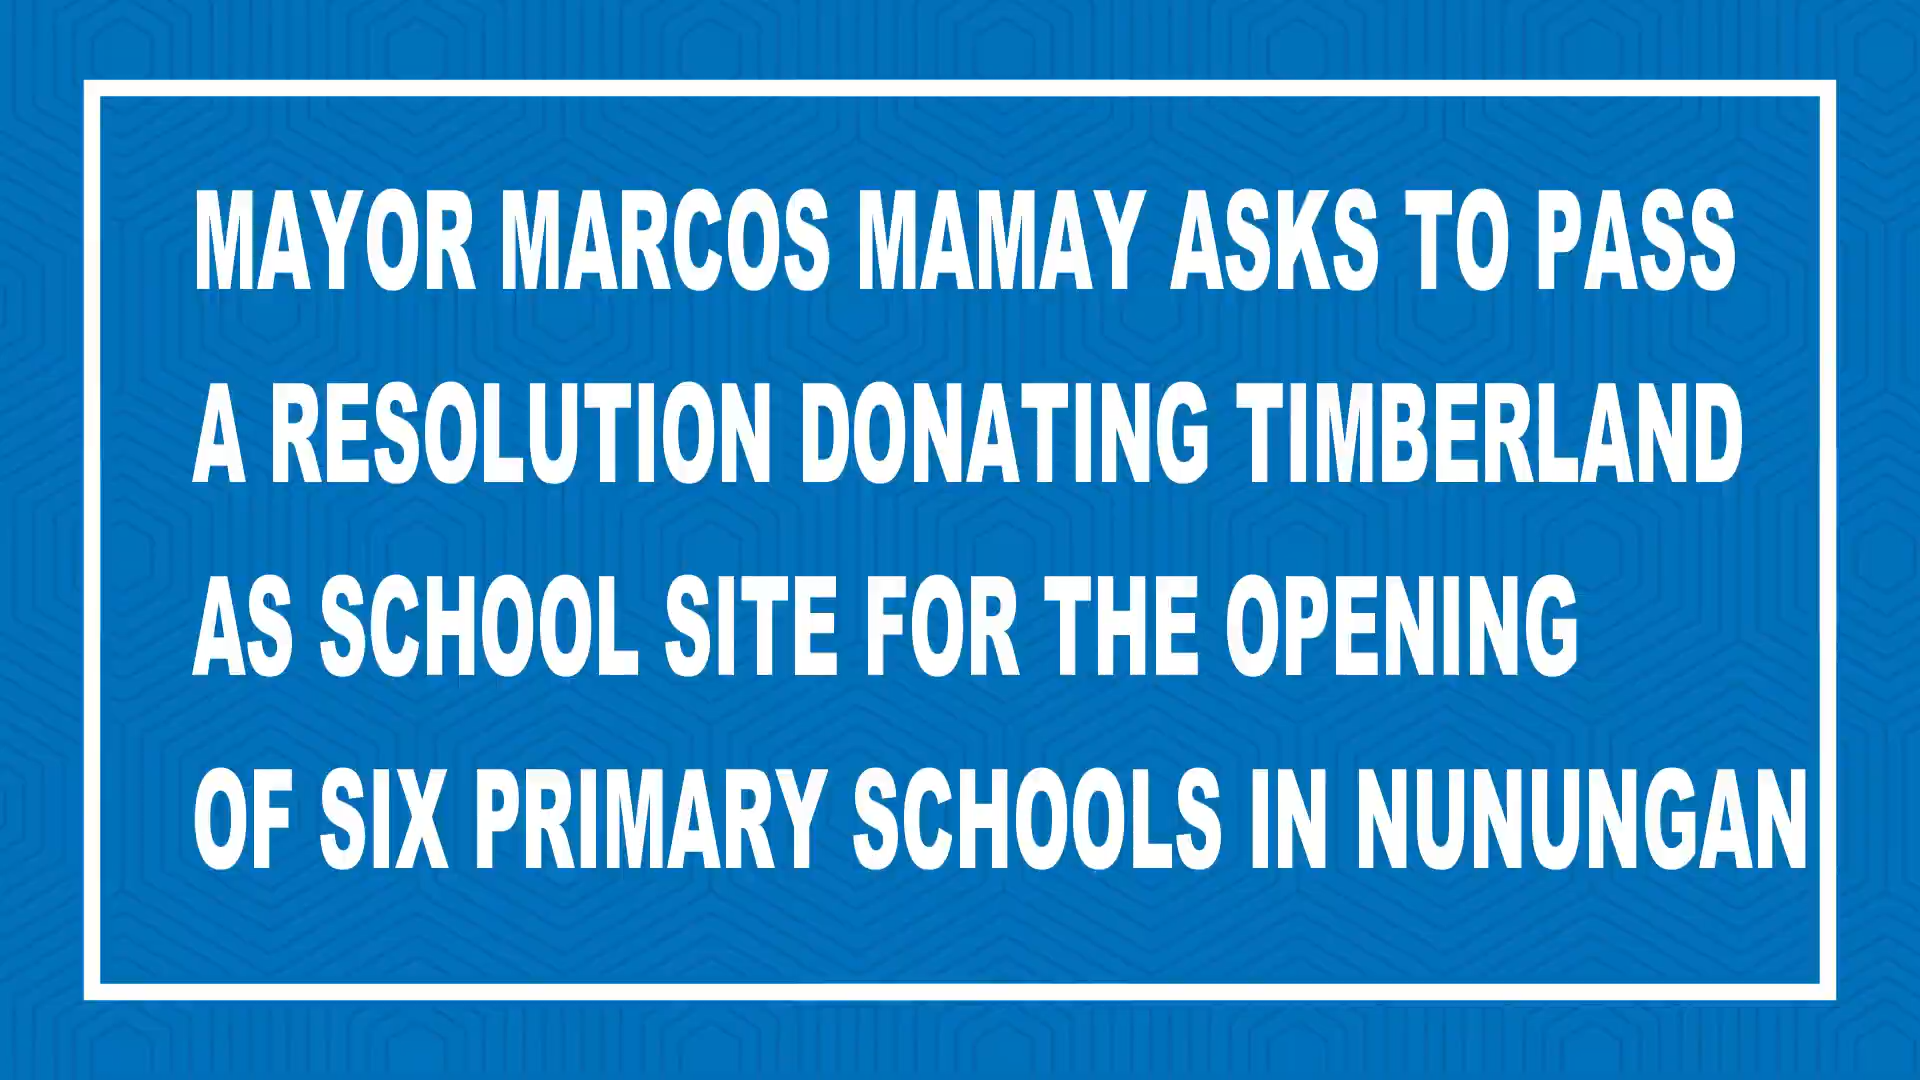 MAYOR MARCOS MAMAY ASKS TO PASS
A RESOLUTION DONATING TIMBERLAND
AS SCHOOL SITE FOR THE OPENING
OF SIX PRIMARY SCHOOLS IN NUNUNGAN